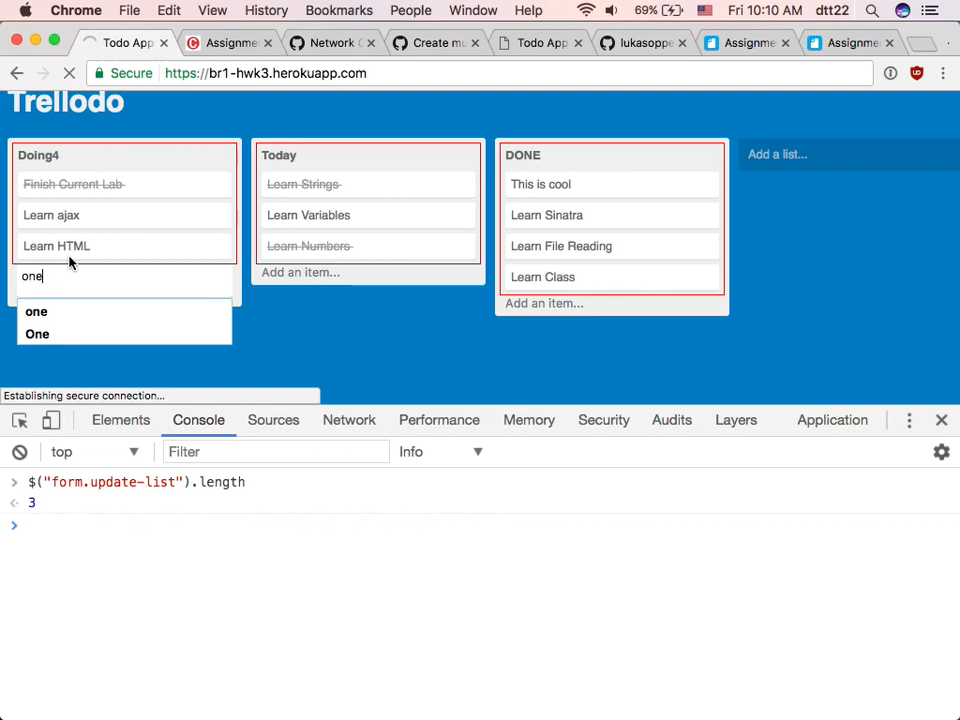 Chrome File Edit View History Bookmarks People Window Help 69% Fri 10:10 AM dtt22
Todo App Assignme Network Create mu Todo App lukasoppe Assignme Assignme
Secure https://br1-hwk3.herokuapp.com
Trellodo
Doing4 Today DONE Add a list...
Finish Current Lab Learn Strings This is cool
Learn ajax Learn Variables Learn Sinatra
Learn HTML Learn Numbers Learn File Reading
one Add an item... Learn Class
Add an item...
one
One
Establishing secure connection...
Elements Console Sources Network Performance Memory Security Audits Layers Application
top Filter Info
$("form.update-list").length
3